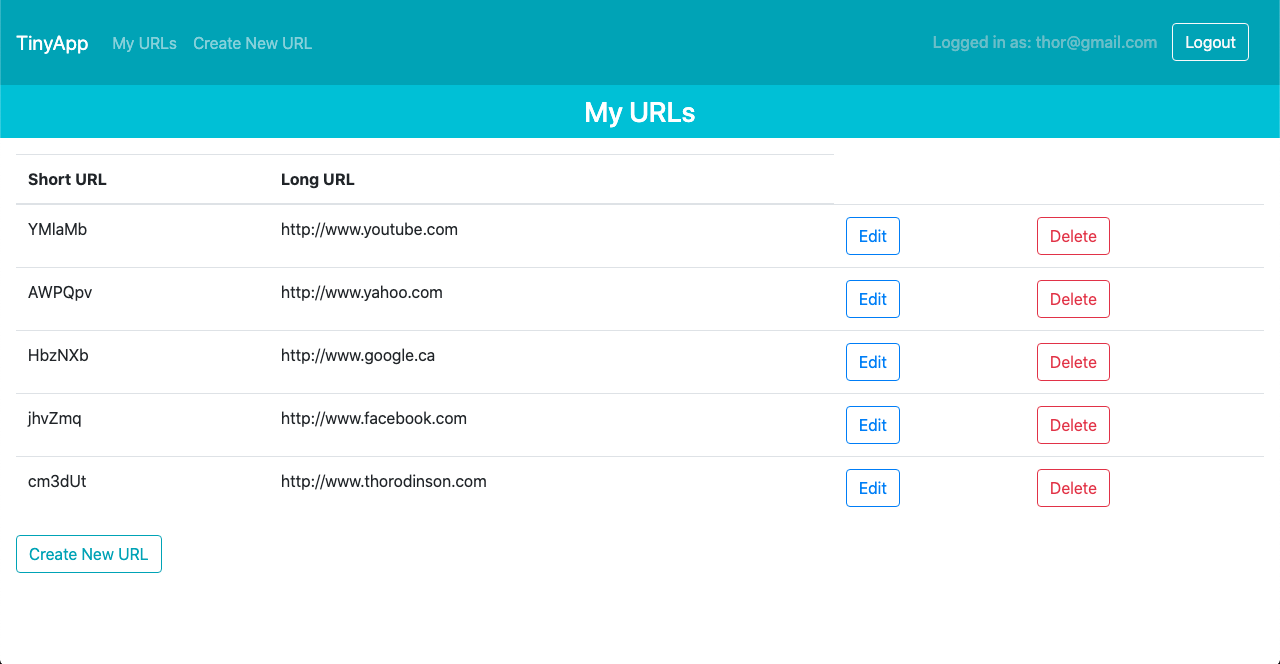 TinyApp My URLs Create New URL Logged in as: thor@gmail.com Logout
My URLs
Short URL Long URL
YMlaMb http://www.youtube.com Edit Delete
AWPQpv http://www.yahoo.com Edit Delete
HbzNXb http://www.google.ca Edit Delete
jhvZmq http://www.facebook.com Edit Delete
cm3dUt http://www.thorodinson.com Edit Delete
Create New URL